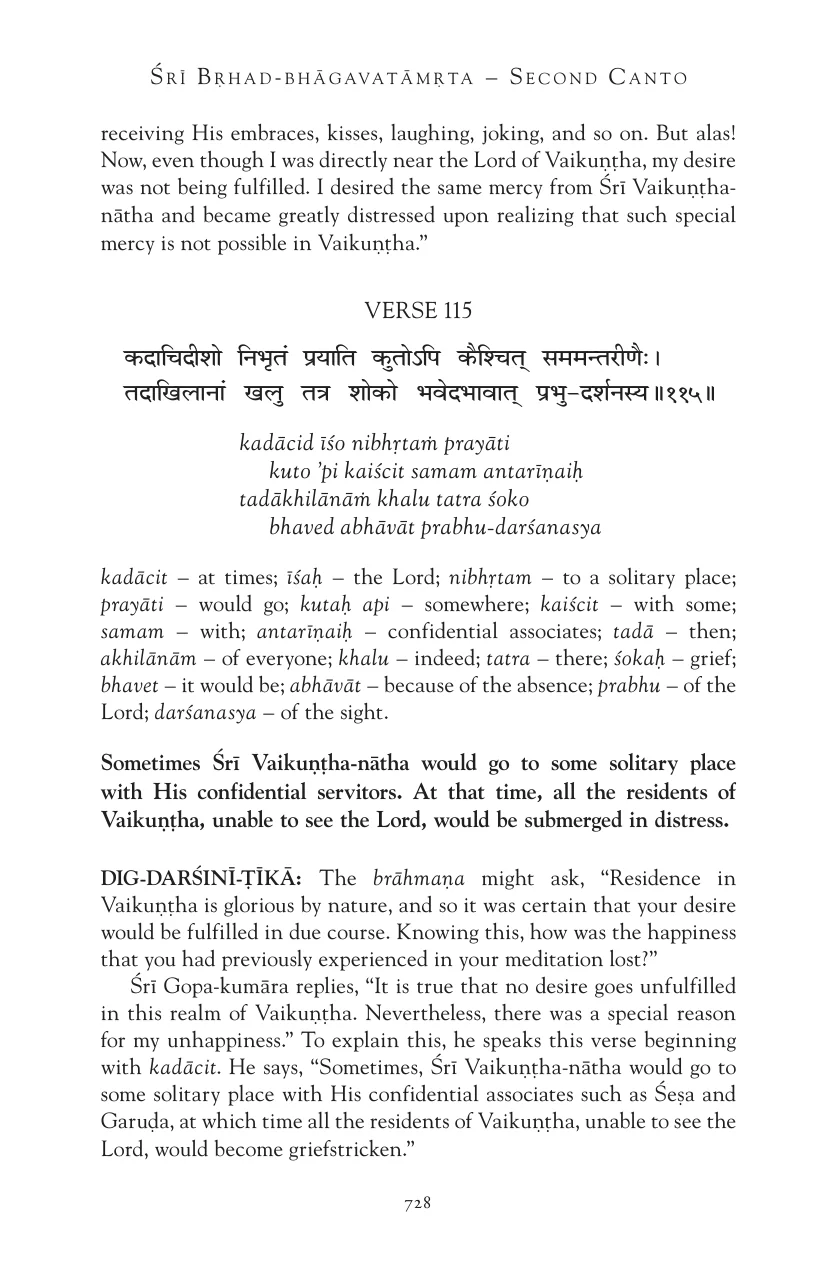 Śrī Bṛhad-bhāgavatāmṛta – Second Canto
receiving His embraces, kisses, laughing, joking, and so on. But alas!
Now, even though I was directly near the Lord of Vaikuṇṭha, my desire
was not being fulfilled. I desired the same mercy from Śrī Vaikuṇṭha-
nātha and became greatly distressed upon realizing that such special
mercy is not possible in Vaikuṇṭha.”
VERSE 115
कदाचिदीशो निभृतं प्रयाति कुतोऽपि कैश्चित् सममन्तरीणैः।
तदाखिलानां खलु तत्र शोको भवेदभावात् प्रभु-दर्शनस्य॥११५॥
kadācid īśo nibhṛtaṁ prayāti
kuto ’pi kaiścit samam antarīṇaiḥ
tadākhilānāṁ khalu tatra śoko
bhaved abhāvāt prabhu-darśanasya
kadācit – at times; īśaḥ – the Lord; nibhṛtam – to a solitary place;
prayāti – would go; kutaḥ api – somewhere; kaiścit – with some;
samam – with; antarīṇaiḥ – confidential associates; tadā – then;
akhilānām – of everyone; khalu – indeed; tatra – there; śokaḥ – grief;
bhavet – it would be; abhāvāt – because of the absence; prabhu – of the
Lord; darśanasya – of the sight.
Sometimes Śrī Vaikuṇṭha-nātha would go to some solitary place
with His confidential servitors. At that time, all the residents of
Vaikuṇṭha, unable to see the Lord, would be submerged in distress.
DIG-DARŚINĪ-ṬĪKĀ: The brāhmaṇa might ask, “Residence in
Vaikuṇṭha is glorious by nature, and so it was certain that your desire
would be fulfilled in due course. Knowing this, how was the happiness
that you had previously experienced in your meditation lost?”
Śrī Gopa-kumāra replies, “It is true that no desire goes unfulfilled
in this realm of Vaikuṇṭha. Nevertheless, there was a special reason
for my unhappiness.” To explain this, he speaks this verse beginning
with kadācit. He says, “Sometimes, Śrī Vaikuṇṭha-nātha would go to
some solitary place with His confidential associates such as Śeṣa and
Garuḍa, at which time all the residents of Vaikuṇṭha, unable to see the
Lord, would become griefstricken.”
728